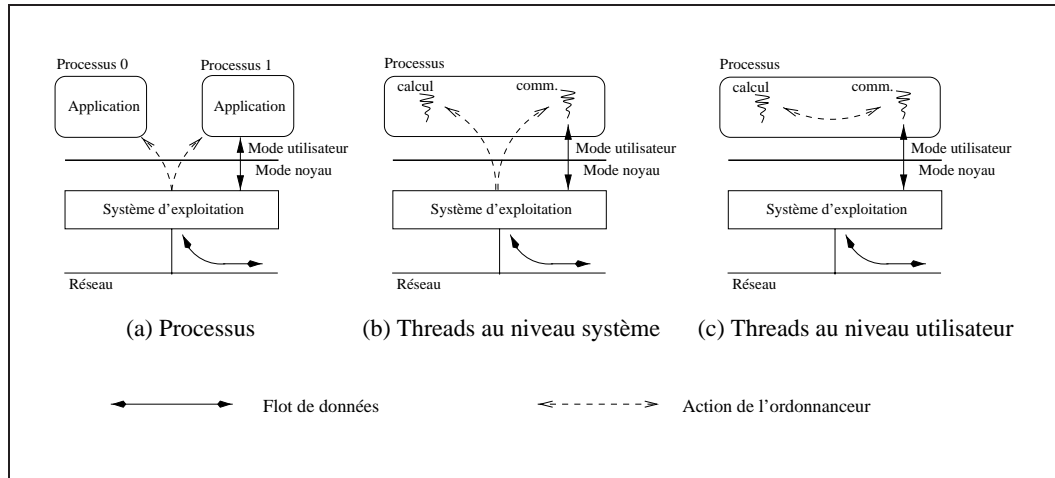 Processus 0
Processus 1
Application
Application
Mode utilisateur
Mode noyau
Système d'exploitation
Réseau
(a) Processus
Processus
calcul
comm.
Mode utilisateur
Mode noyau
Système d'exploitation
Réseau
(b) Threads au niveau système
Processus
calcul
comm.
Mode utilisateur
Mode noyau
Système d'exploitation
Réseau
(c) Threads au niveau utilisateur
Flot de données
Action de l'ordonnanceur